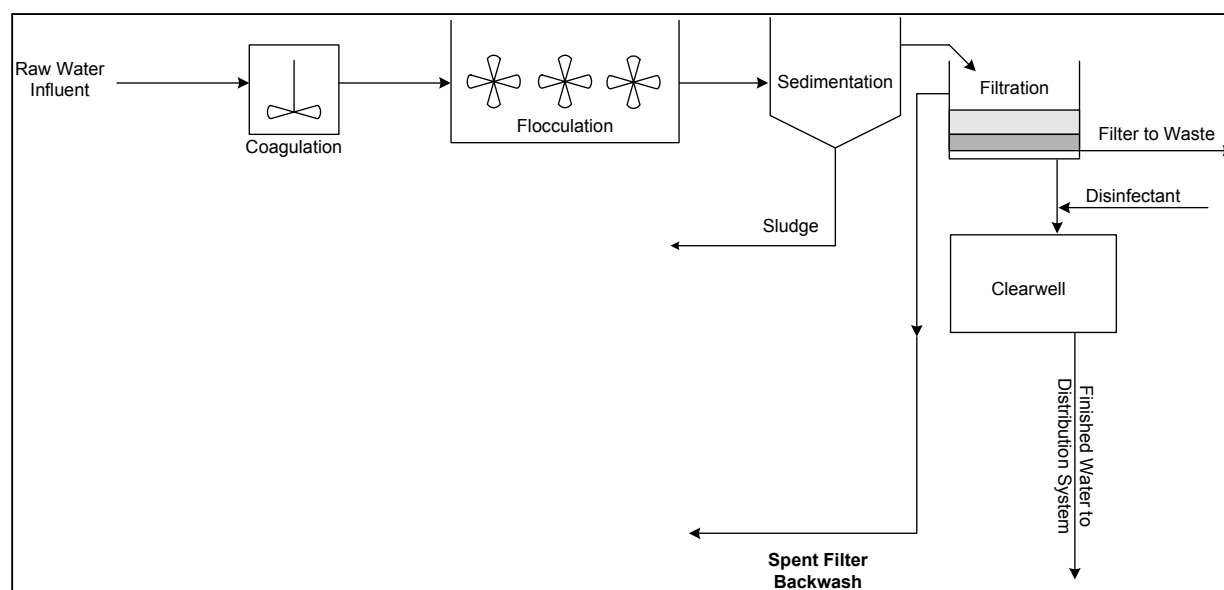 Raw Water
Influent
Coagulation
Flocculation
Sedimentation
Filtration
Filter to Waste
Disinfectant
Sludge
Clearwell
Finished Water to
Distribution System
Spent Filter
Backwash